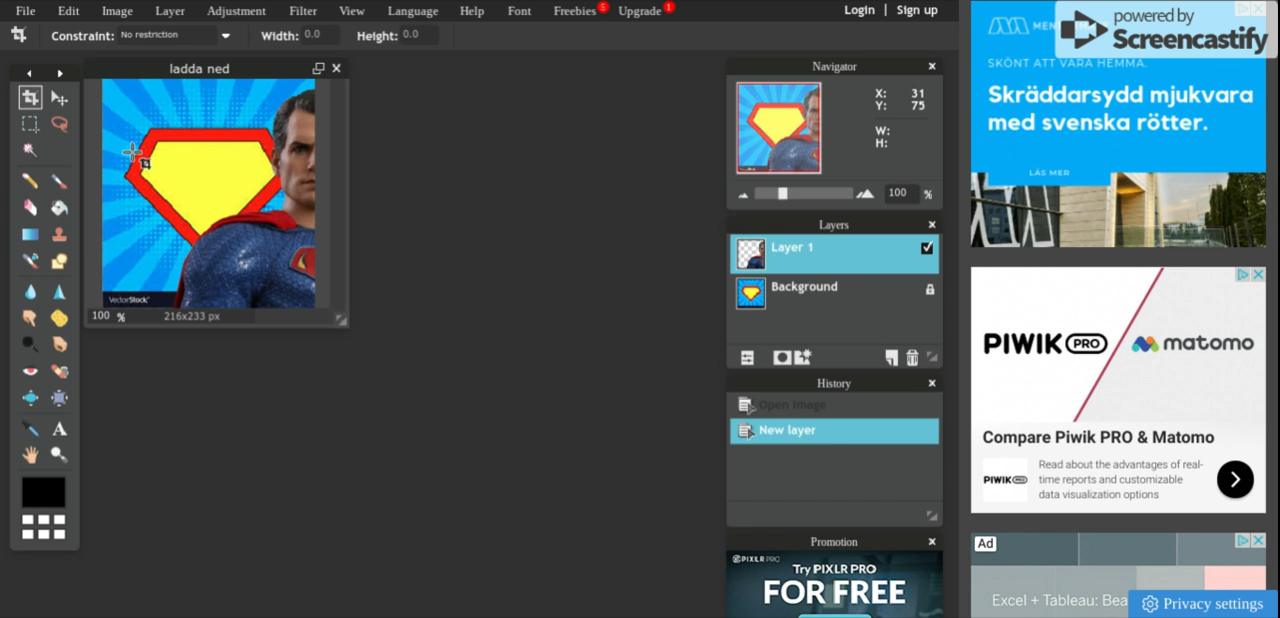 File Edit Image Layer Adjustment Filter View Language Help Font Freebies 5 Upgrade 1 Login | Sign up
Constraint: No restriction Width: 0.0 Height: 0.0
ladda ned
VectorStock®
100 % 216x233 px
Navigator
X: 31
Y: 75
W:
H:
100 %
Layers
Layer 1
Background
History
Open image
New layer
Promotion
PIXLR PRO
Try PIXLR PRO
FOR FREE
powered by
Screencastify
SKÖNT ATT VARA HEMMA.
Skräddarsydd mjukvara
med svenska rötter.
LÄS MER
PIWIK PRO matomo
Compare Piwik PRO & Matomo
PIWIK PRO
Read about the advantages of real-
time reports and customizable
data visualization options
Ad
Excel + Tableau: Bea
Privacy settings